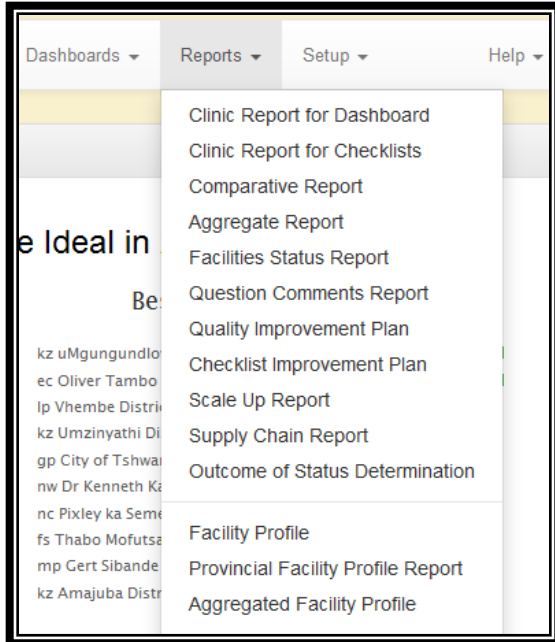 Dashboards Reports Setup Help
Clinic Report for Dashboard
Clinic Report for Checklists
Comparative Report
Aggregate Report
Facilities Status Report
Question Comments Report
Quality Improvement Plan
Checklist Improvement Plan
Scale Up Report
Supply Chain Report
Outcome of Status Determination
Facility Profile
Provincial Facility Profile Report
Aggregated Facility Profile
e Ideal in
Be
kz uMgungundlo
ec Oliver Tambo
lp Vhembe Distri
kz Umzinyathi Di
gp City of Tshwa
nw Dr Kenneth Ka
nc Pixley ka Seme
fs Thabo Mofutsa
mp Gert Sibande
kz Amajuba Distr